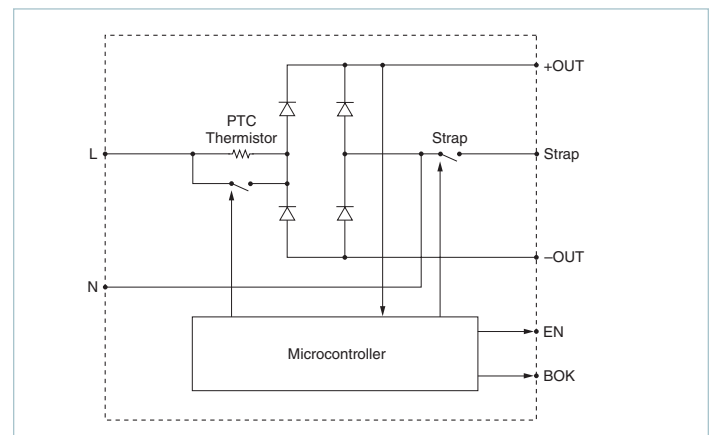 +OUT
PTC
Thermistor
Strap
L
Strap
–OUT
N
EN
Microcontroller
BOK